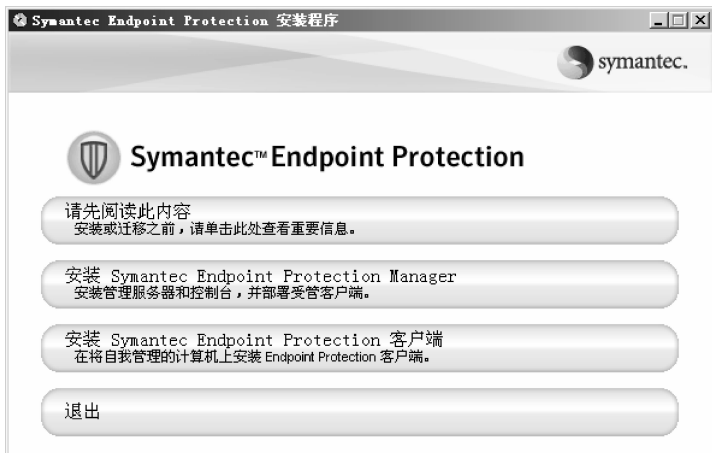 Symantec Endpoint Protection 安装程序
symantec.
Symantec™ Endpoint Protection
请先阅读此内容
安装或迁移之前，请单击此处查看重要信息。
安装 Symantec Endpoint Protection Manager
安装管理服务器和控制台，并部署受管客户端。
安装 Symantec Endpoint Protection 客户端
在将自我管理的计算机上安装 Endpoint Protection 客户端。
退出